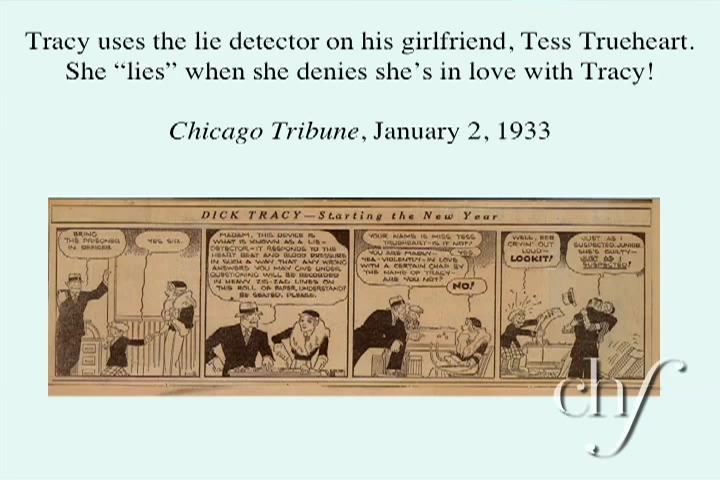 Tracy uses the lie detector on his girlfriend, Tess Trueheart.
She “lies” when she denies she’s in love with Tracy!
Chicago Tribune, January 2, 1933
DICK TRACY—Starting the New Year
BRING
THE PRISONER
IN OFFICER.
YES, SIR.
MADAM, THIS DEVICE IS
WHAT IS KNOWN AS A LIE-
DETECTOR—IT RESPONDS TO THE
HEART BEAT AND BLOOD PRESSURE
IN SUCH A WAY THAT ANY WRONG
ANSWERS YOU MAY GIVE UNDER
QUESTIONING WILL BE RECORDED
IN HEAVY ZIG-ZAG LINES ON
THIS ROLL OF PAPER, UNDERSTAND?
BE SEATED, PLEASE.
YOUR NAME IS MISS TESS
TRUEHEART—IS IT NOT?
YES
YOU ARE MADLY—
YEA—VIOLENTLY—IN LOVE
WITH A CERTAIN CHAP BY
THE NAME OF TRACY—
ARE YOU NOT?
NO!
WELL, FER
CRYIN' OUT
LOUD—
LOOKIT!
JUST AS I
SUSPECTED, JUNIOR.
SHE'S GUILTY—
JUST AS I
SUSPECTED!
chf